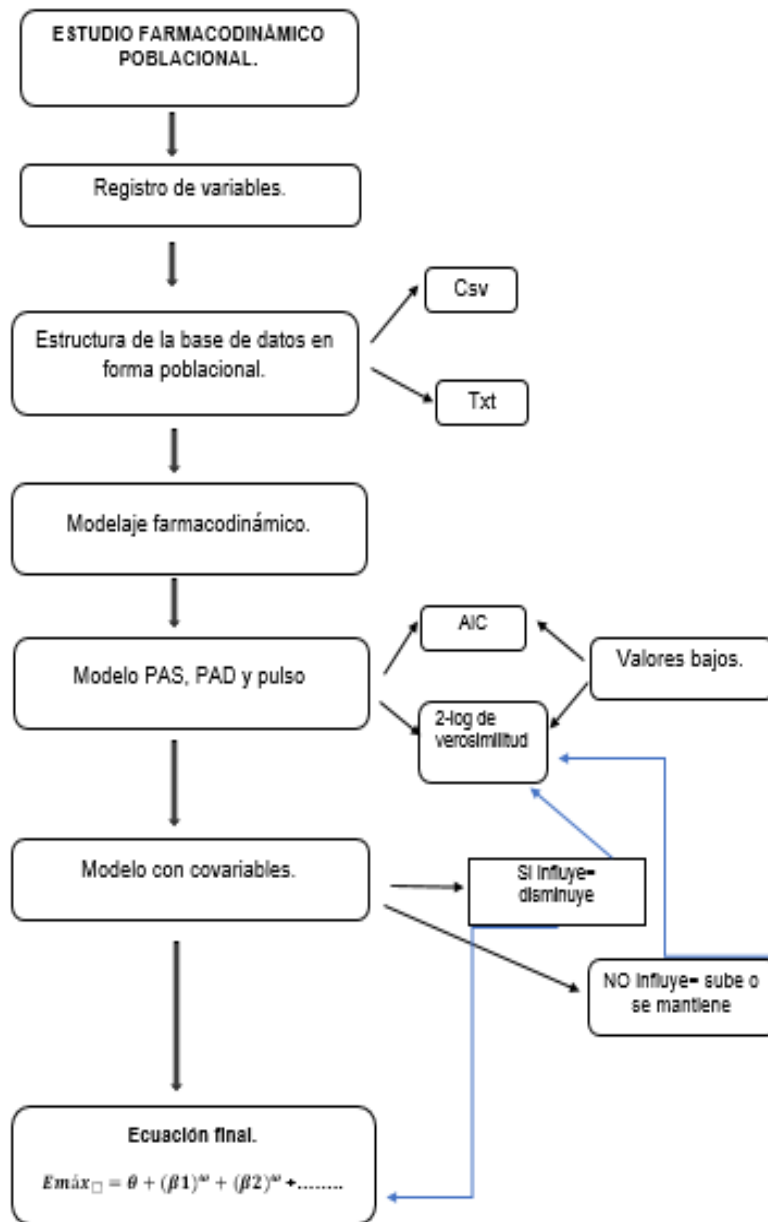 ESTUDIO FARMACODINÁMICO
POBLACIONAL.
Registro de variables.
Csv
Estructura de la base de datos en
forma poblacional.
Txt
Modelaje farmacodinámico.
AIC
Valores bajos.
Modelo PAS, PAD y pulso
2-log de
verosimilitud
Modelo con covariables.
SI influye=
disminuye
NO influye= sube o
se mantiene
Ecuación final.
Emáx□ = θ + (β1)^ω + (β2)^ω +........